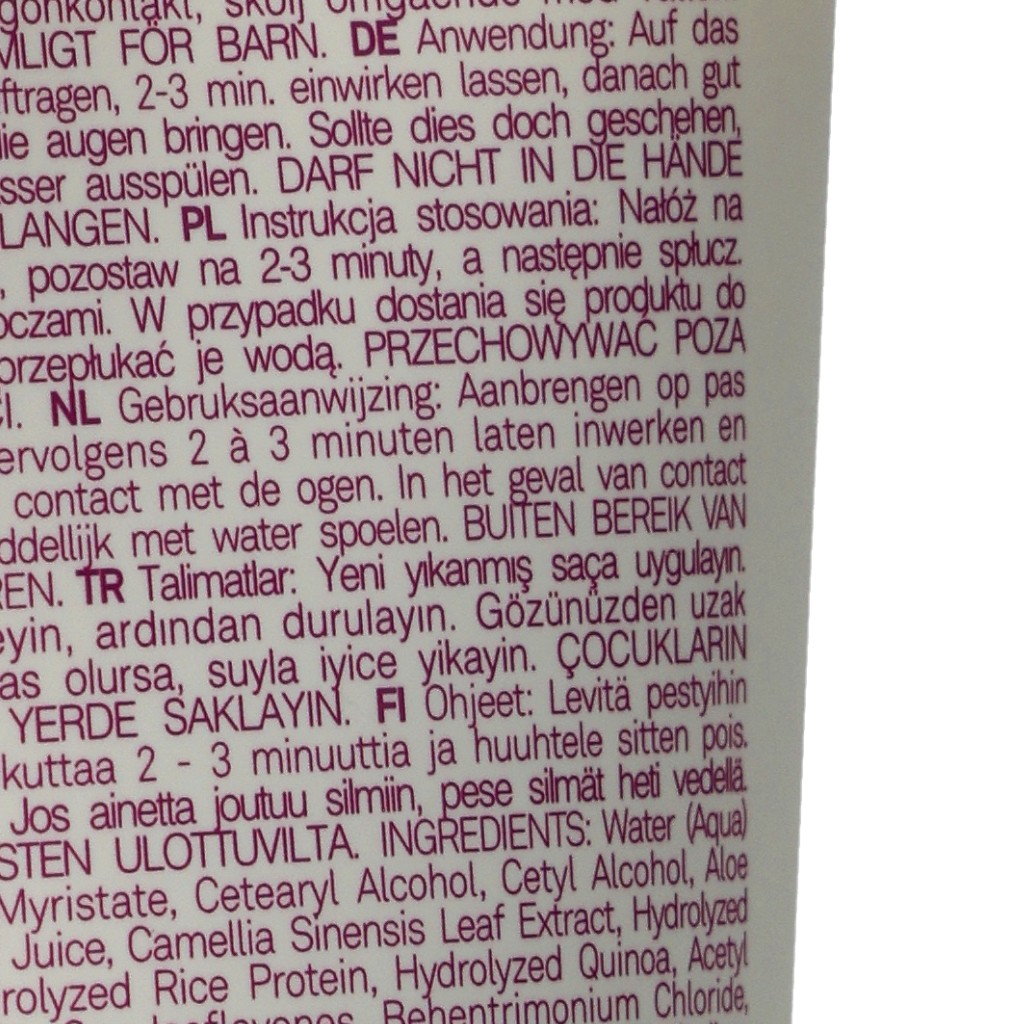 MLIGT FÖR BARN. DE Anwendung: Auf das
ftragen, 2-3 min. einwirken lassen, danach gut
die augen bringen. Sollte dies doch geschehen,
sser ausspülen. DARF NICHT IN DIE HÄNDE
LANGEN. PL Instrukcja stosowania: Nałóż na
, pozostaw na 2-3 minuty, a następnie spłucz.
oczami. W przypadku dostania się produktu do
przepłukać je wodą. PRZECHOWYWAĆ POZA
CI. NL Gebruksaanwijzing: Aanbrengen op pas
ervolgens 2 à 3 minuten laten inwerken en
contact met de ogen. In het geval van contact
ddellijk met water spoelen. BUITEN BEREIK VAN
REN. TR Talimatlar: Yeni yıkanmış saça uygulayın.
eyin, ardından durulayın. Gözünüzden uzak
as olursa, suyla iyice yikayin. ÇOCUKLARIN
YERDE SAKLAYIN. FI Ohjeet: Levitä pestyihin
kuttaa 2 - 3 minuuttia ja huuhtele sitten pois.
Jos ainetta joutuu silmiin, pese silmät heti vedellä.
STEN ULOTTUVILTA. INGREDIENTS: Water (Aqua)
Myristate, Cetearyl Alcohol, Cetyl Alcohol, Aloe
Juice, Camellia Sinensis Leaf Extract, Hydrolyzed
rolyzed Rice Protein, Hydrolyzed Quinoa, Acetyl
Behentrimonium Chloride,